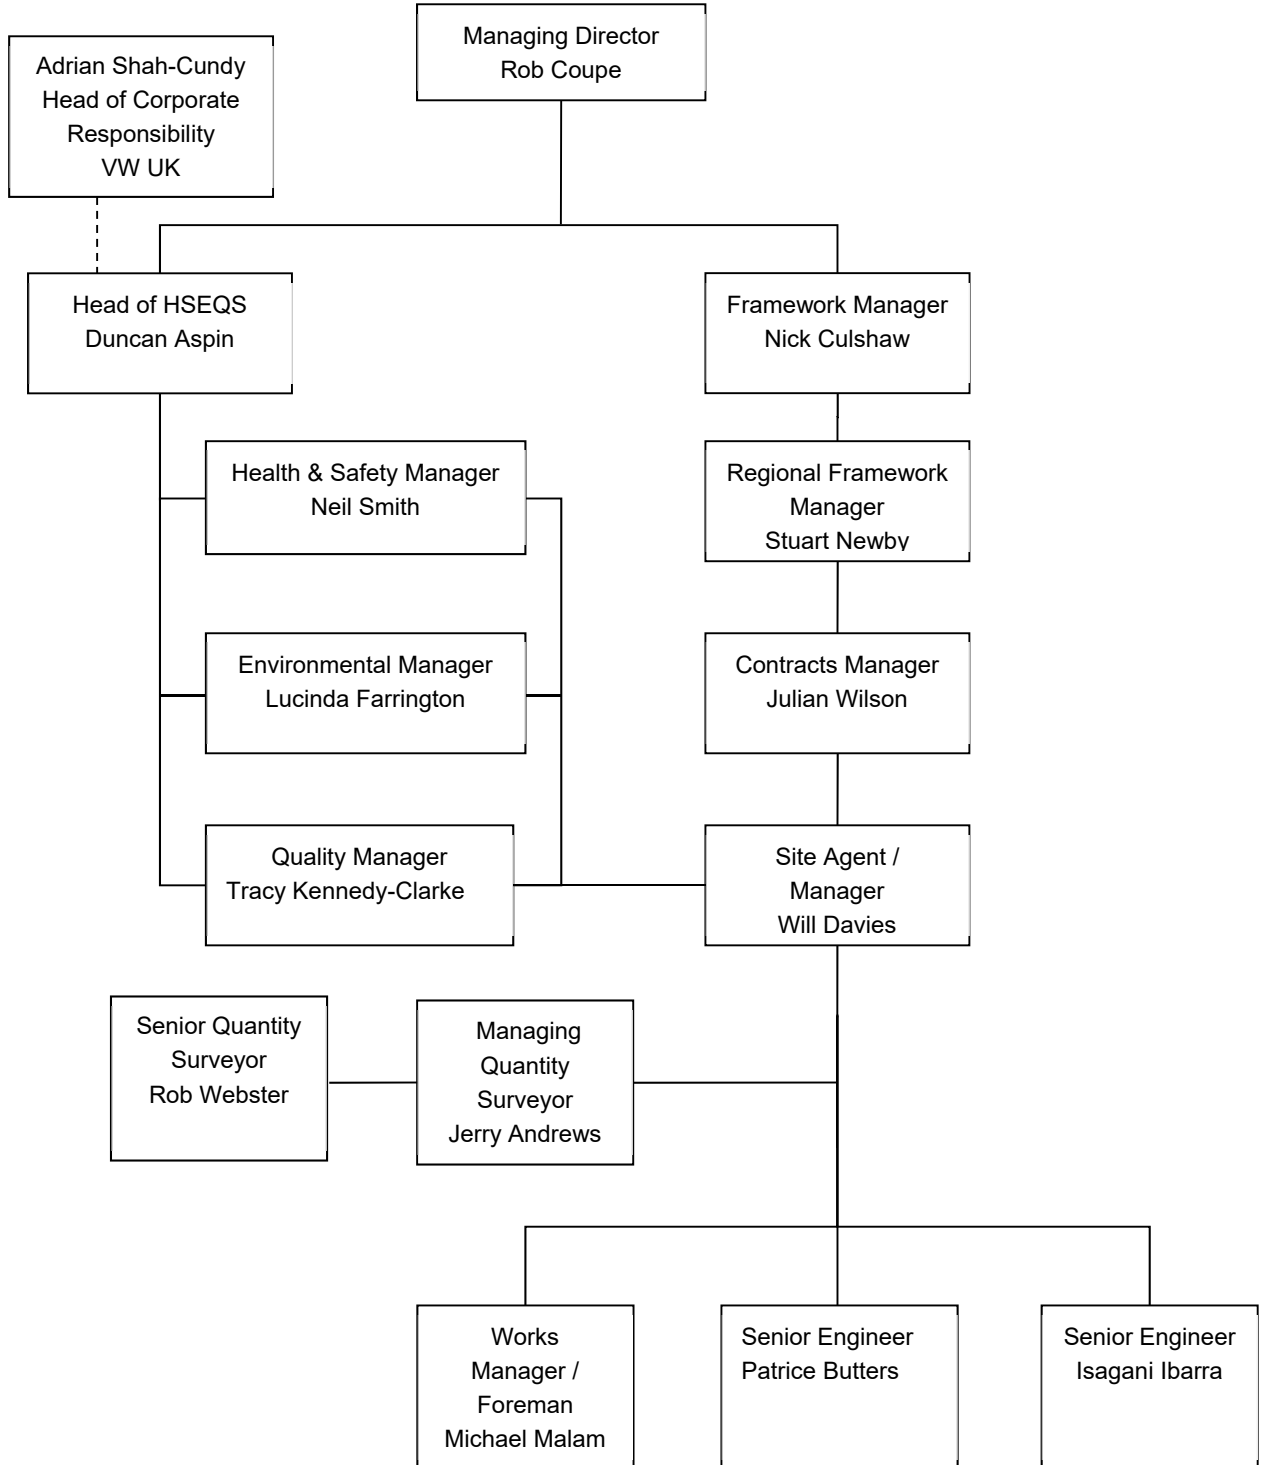 Managing Director
Rob Coupe
Adrian Shah-Cundy
Head of Corporate
Responsibility
VW UK
Head of HSEQS
Duncan Aspin
Framework Manager
Nick Culshaw
Health & Safety Manager
Neil Smith
Regional Framework
Manager
Stuart Newby
Environmental Manager
Lucinda Farrington
Contracts Manager
Julian Wilson
Quality Manager
Tracy Kennedy-Clarke
Site Agent /
Manager
Will Davies
Senior Quantity
Surveyor
Rob Webster
Managing
Quantity
Surveyor
Jerry Andrews
Works
Manager /
Foreman
Michael Malam
Senior Engineer
Patrice Butters
Senior Engineer
Isagani Ibarra